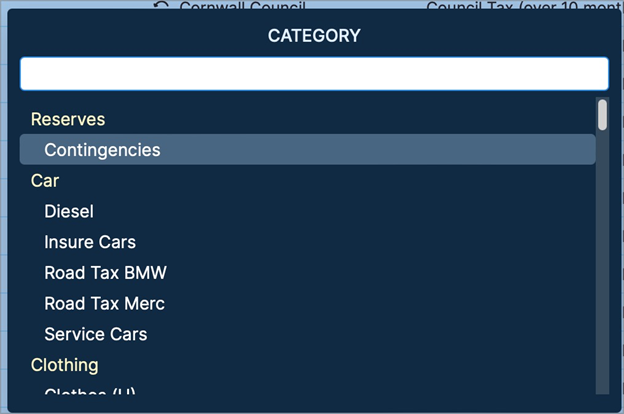 Cornwall Council Council Tax (over 10 mont
CATEGORY
Reserves
Contingencies
Car
Diesel
Insure Cars
Road Tax BMW
Road Tax Merc
Service Cars
Clothing
Clothes (H)